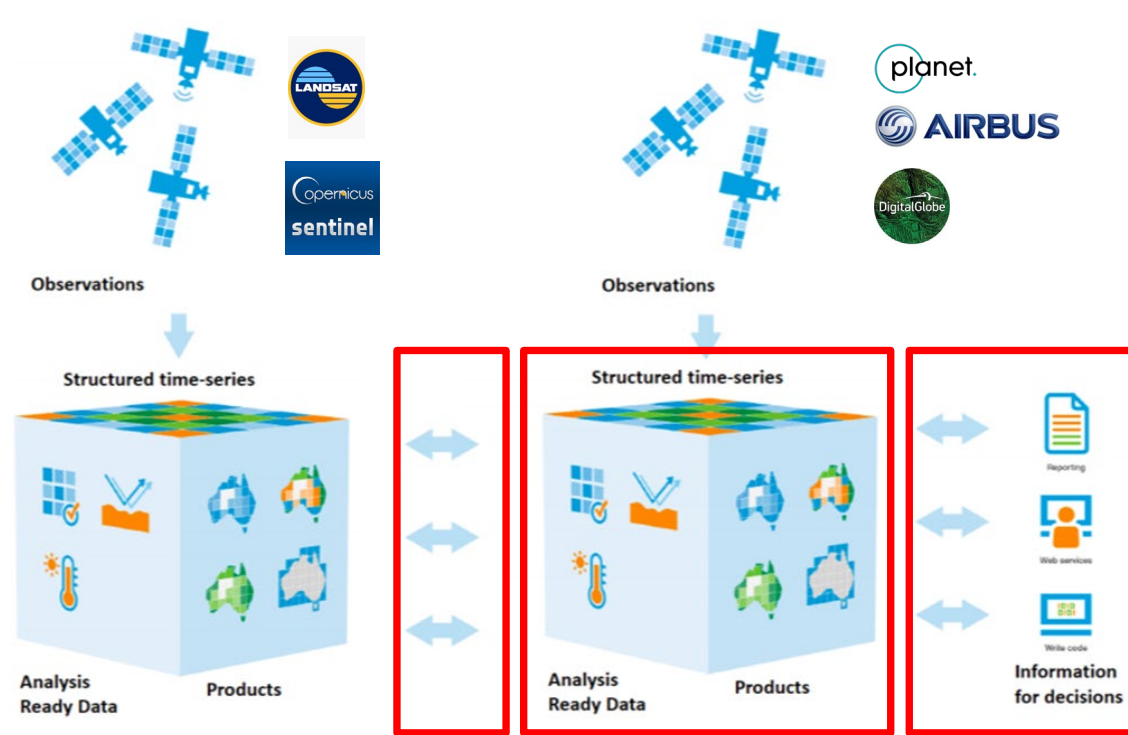 LANDSAT
Copernicus
sentinel
planet.
AIRBUS
DigitalGlobe
Observations
Observations
Structured time-series
Structured time-series
Reporting
Web services
Write code
Analysis
Ready Data
Products
Analysis
Ready Data
Products
Information
for decisions